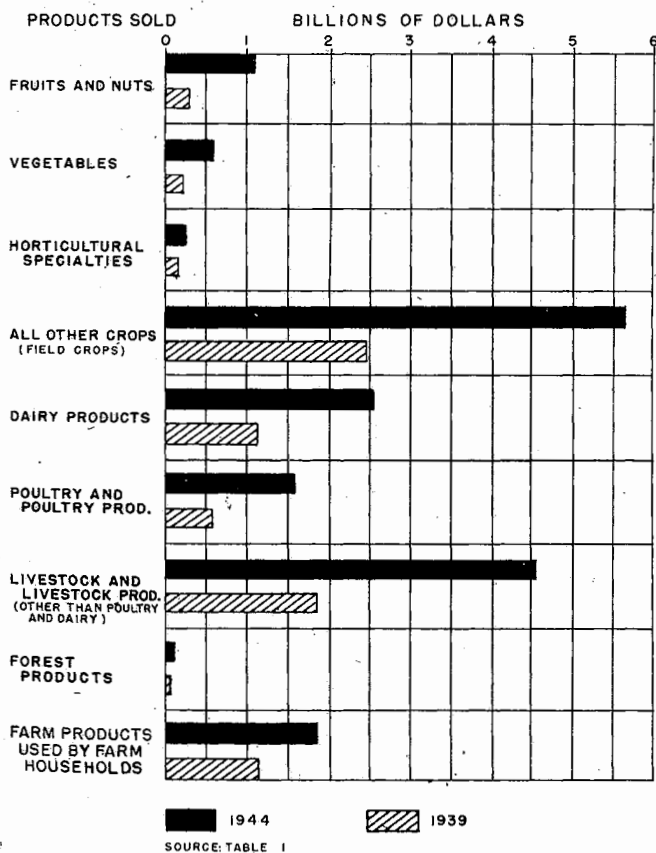 PRODUCTS SOLD BILLIONS OF DOLLARS
0 1 2 3 4 5 6
FRUITS AND NUTS
VEGETABLES
HORTICULTURAL
SPECIALTIES
ALL OTHER CROPS
(FIELD CROPS)
DAIRY PRODUCTS
POULTRY AND
POULTRY PROD.
LIVESTOCK AND
LIVESTOCK PROD.
(OTHER THAN POULTRY
AND DAIRY)
FOREST
PRODUCTS
FARM PRODUCTS
USED BY FARM
HOUSEHOLDS
1944 1939
SOURCE: TABLE 1